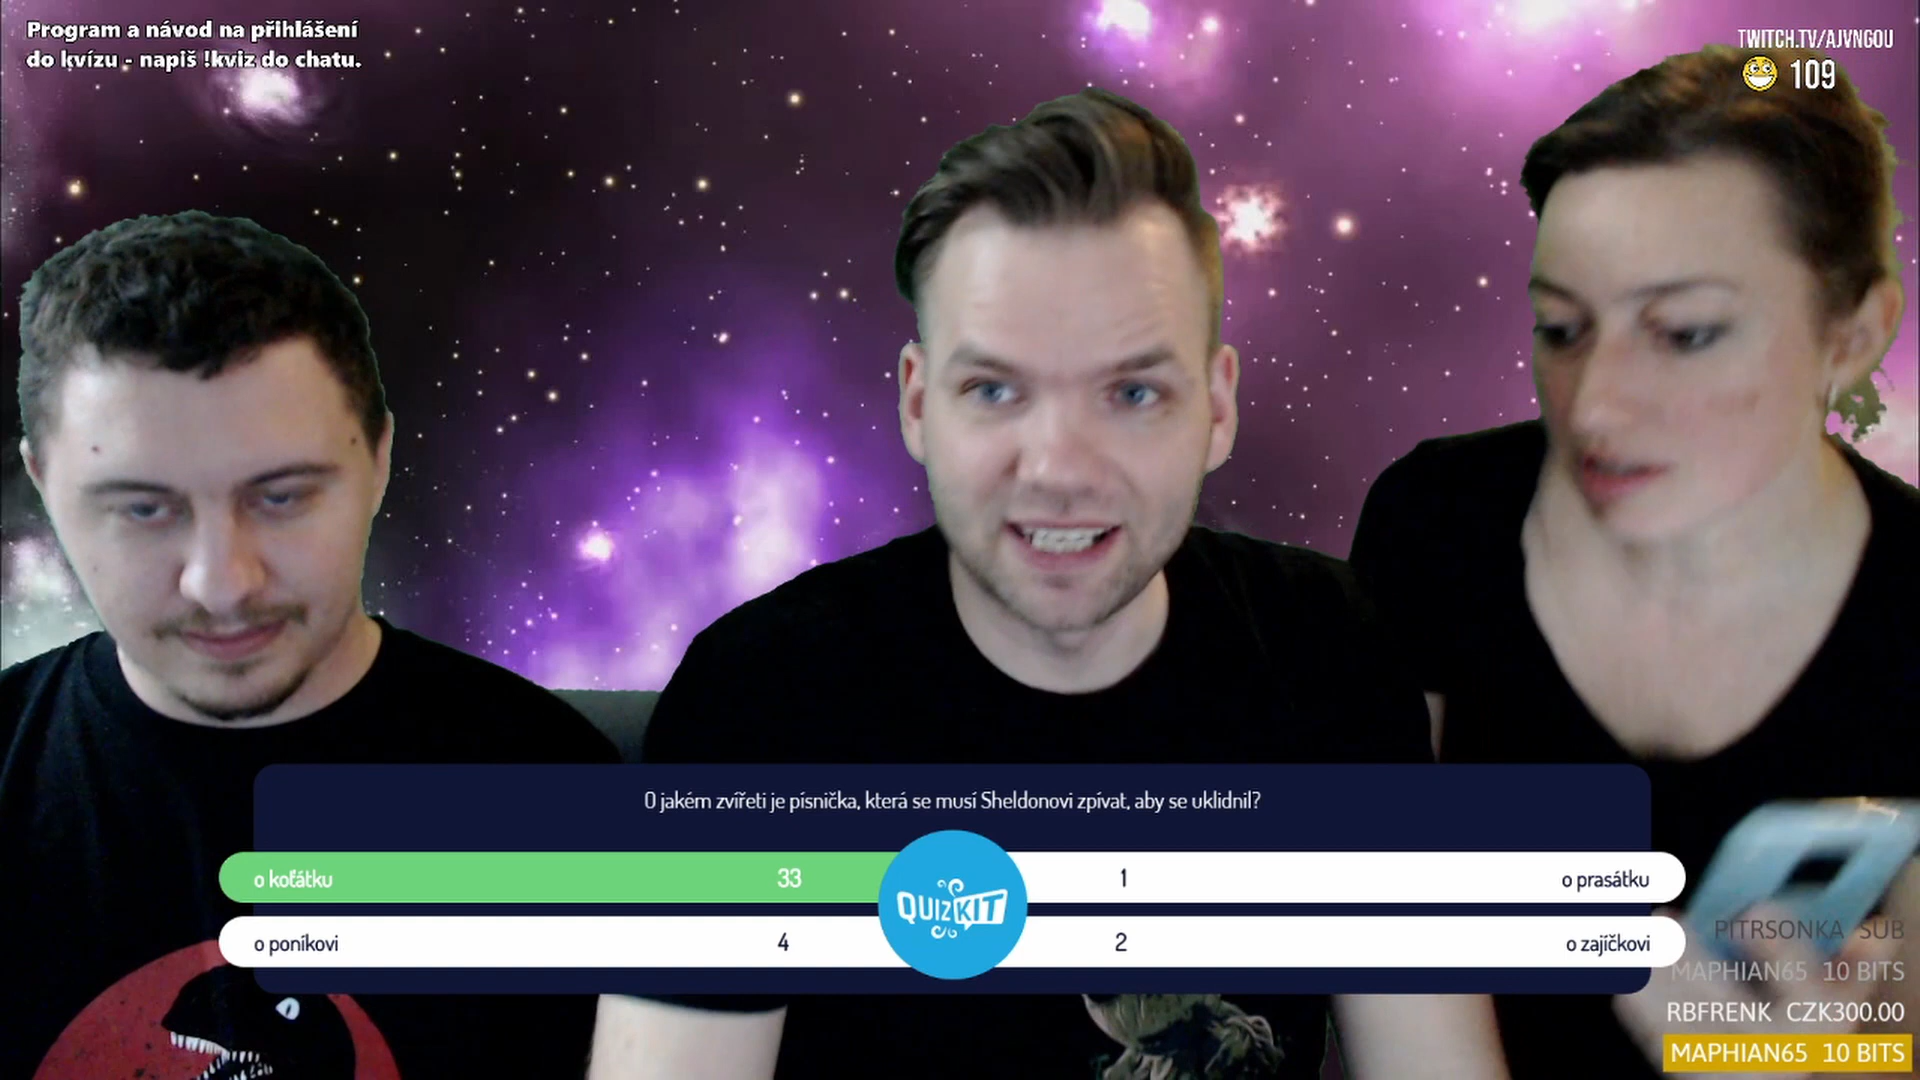 Program a návod na přihlášení
do kvízu - napiš !kviz do chatu.
TWITCH.TV/AJVNGOU
109
O jakém zvířeti je písnička, která se musí Sheldonovi zpívat, aby se uklidnil?
o koťátku 33
1 o prasátku
QUIZKIT
o poníkovi 4
2 o zajíčkovi
PITRSONKA SUB
MAPHIAN65 10 BITS
RBFRENK CZK300.00
MAPHIAN65 10 BITS